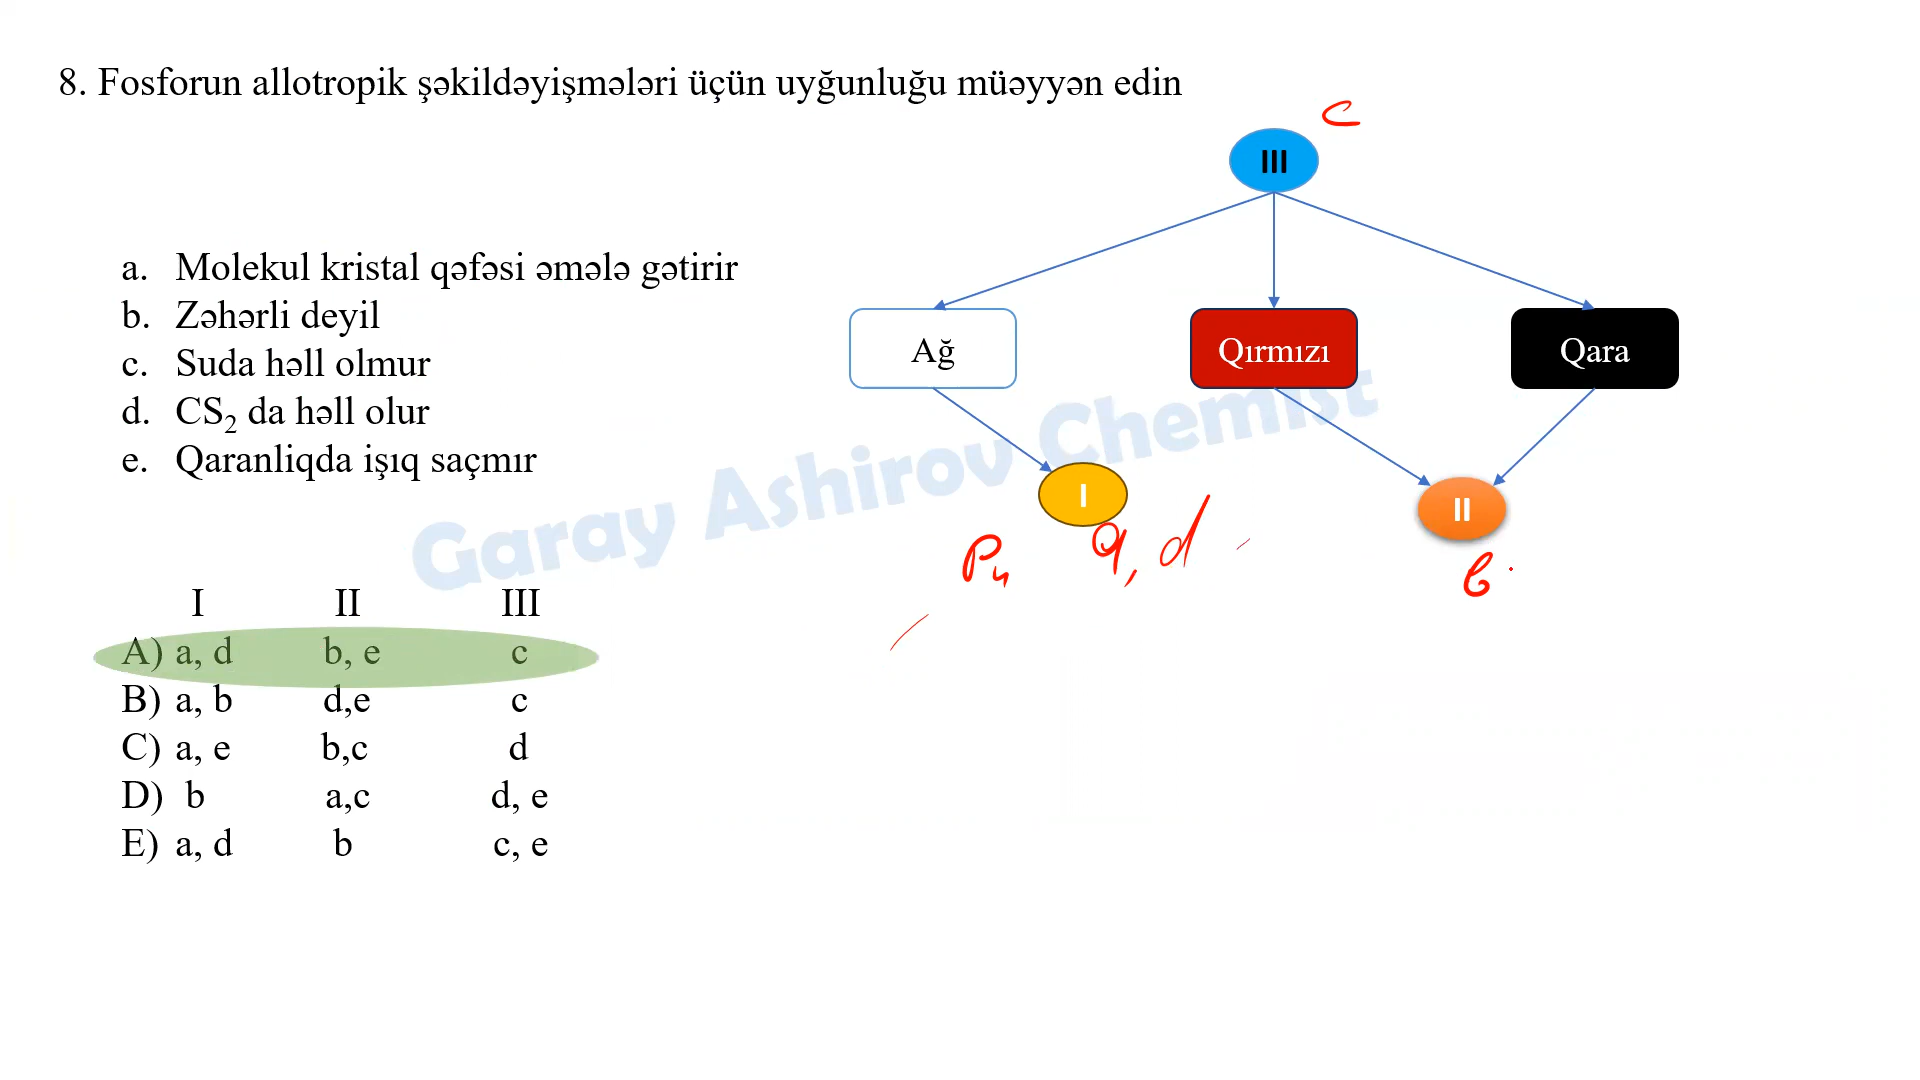 8. Fosforun allotropik şəkildəyişmələri üçün uyğunluğu müəyyən edin
c
III
a. Molekul kristal qəfəsi əmələ gətirir
b. Zəhərli deyil
c. Suda həll olmur
d. CS₂ da həll olur
e. Qaranliqda işıq saçmır
Ağ
Qırmızı
Qara
Garay Ashirov Chemist
I
II
P₄ a, d
b
I II III
A) a, d b, e c
B) a, b d,e c
C) a, e b,c d
D) b a,c d, e
E) a, d b c, e